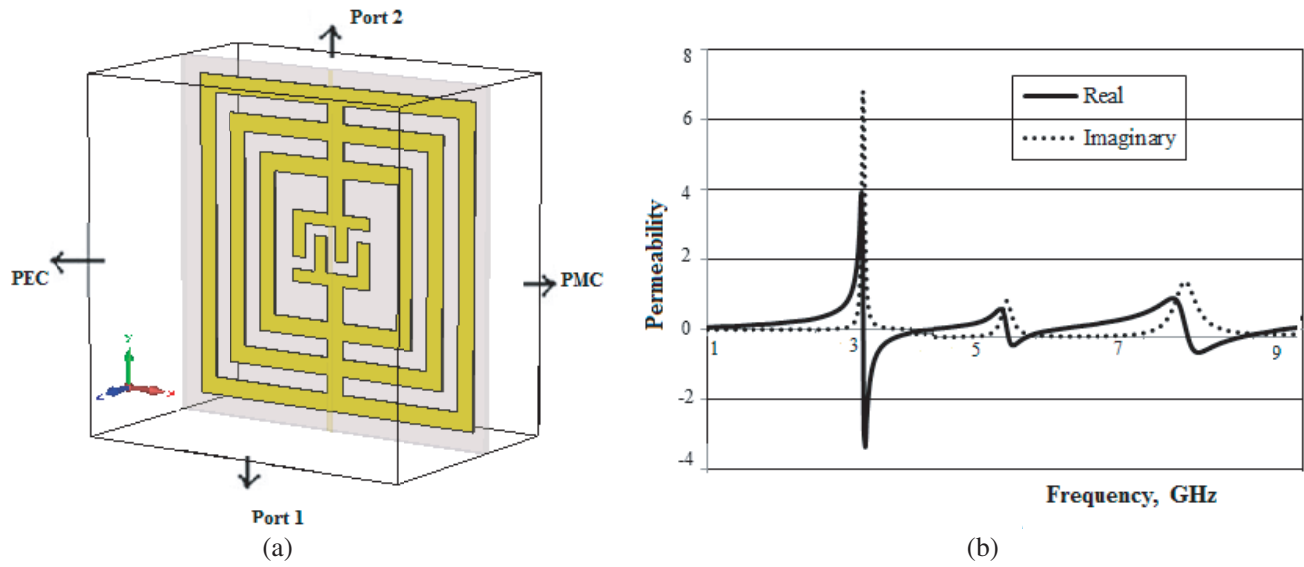 Port 2
PEC
PMC
y
z
x
Port 1
(a)
8
6
4
2
0
-2
-4
Permeability
Real
Imaginary
1
3
5
7
9
Frequency, GHz
(b)